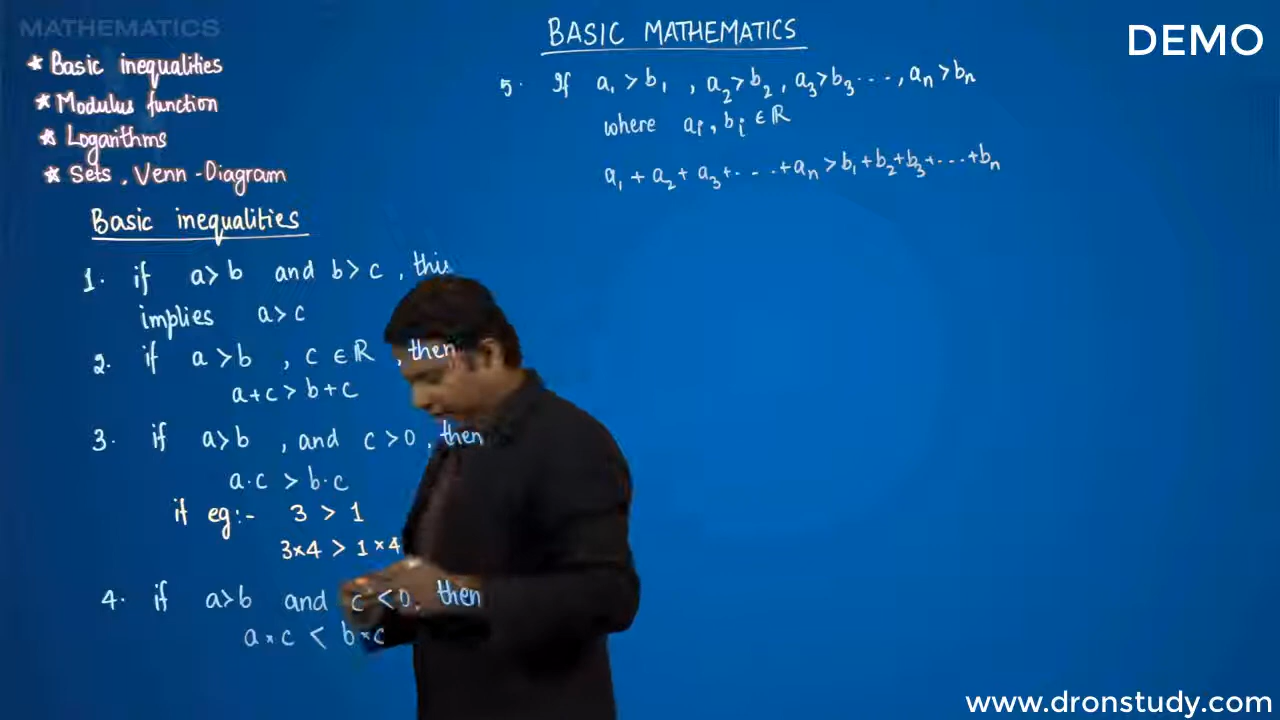 MATHEMATICS
* Basic inequalities
* Modulus function
* Logarithms
* Sets, Venn-Diagram
Basic inequalities
1. if a>b and b>c, this
implies a>c
2. if a>b, c∈ℝ, then
a+c>b+c
3. if a>b, and c>0, then
a·c > b·c
if eg:- 3 > 1
3×4 > 1×4
4. if a>b and c<0, then
a×c < b×c
BASIC MATHEMATICS
5. If a₁>b₁, a₂>b₂, a₃>b₃..., aₙ>bₙ
where aᵢ, bᵢ ∈ℝ
a₁+a₂+a₃+...+aₙ>b₁+b₂+b₃+...+bₙ
DEMO
www.dronstudy.com